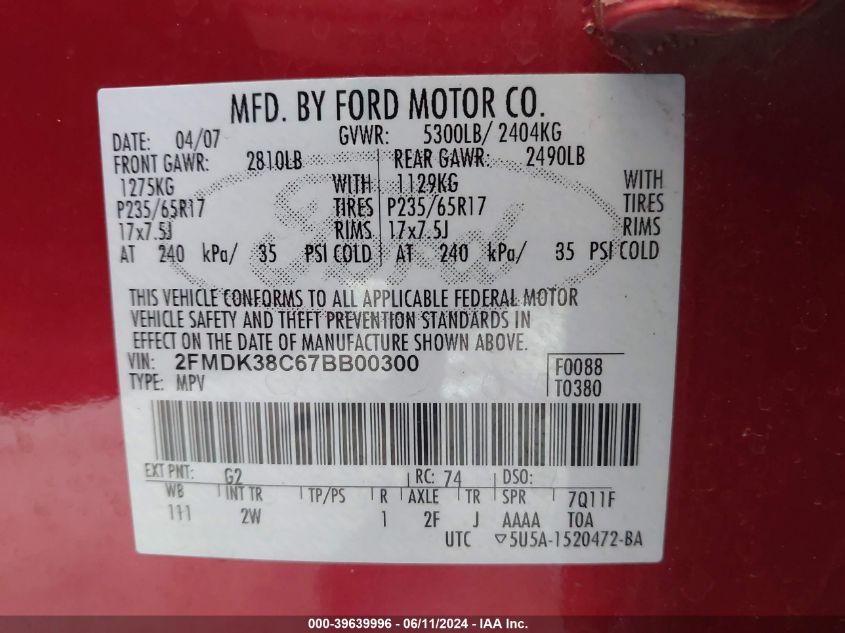 MFD. BY FORD MOTOR CO.
DATE: 04/07 GVWR: 5300LB/ 2404KG
FRONT GAWR: 2810LB REAR GAWR: 2490LB
1275KG WITH 1129KG WITH
P235/65R17 TIRES P235/65R17 TIRES
17x7.5J RIMS 17x7.5J RIMS
AT 240 kPa/ 35 PSI COLD AT 240 kPa/ 35 PSI COLD
THIS VEHICLE CONFORMS TO ALL APPLICABLE FEDERAL MOTOR
VEHICLE SAFETY AND THEFT PREVENTION STANDARDS IN
EFFECT ON THE DATE OF MANUFACTURE SHOWN ABOVE.
VIN: 2FMDK38C67BB00300 F0088
TYPE: MPV T0380
EXT PNT: G2 RC: 74 DSO:
WB INT TR TP/PS R AXLE TR SPR 7Q11F
111 2W 1 2F J AAAA TOA
UTC ▽5U5A-1520472-BA
Ford
000-39639996 - 06/11/2024 - IAA Inc.